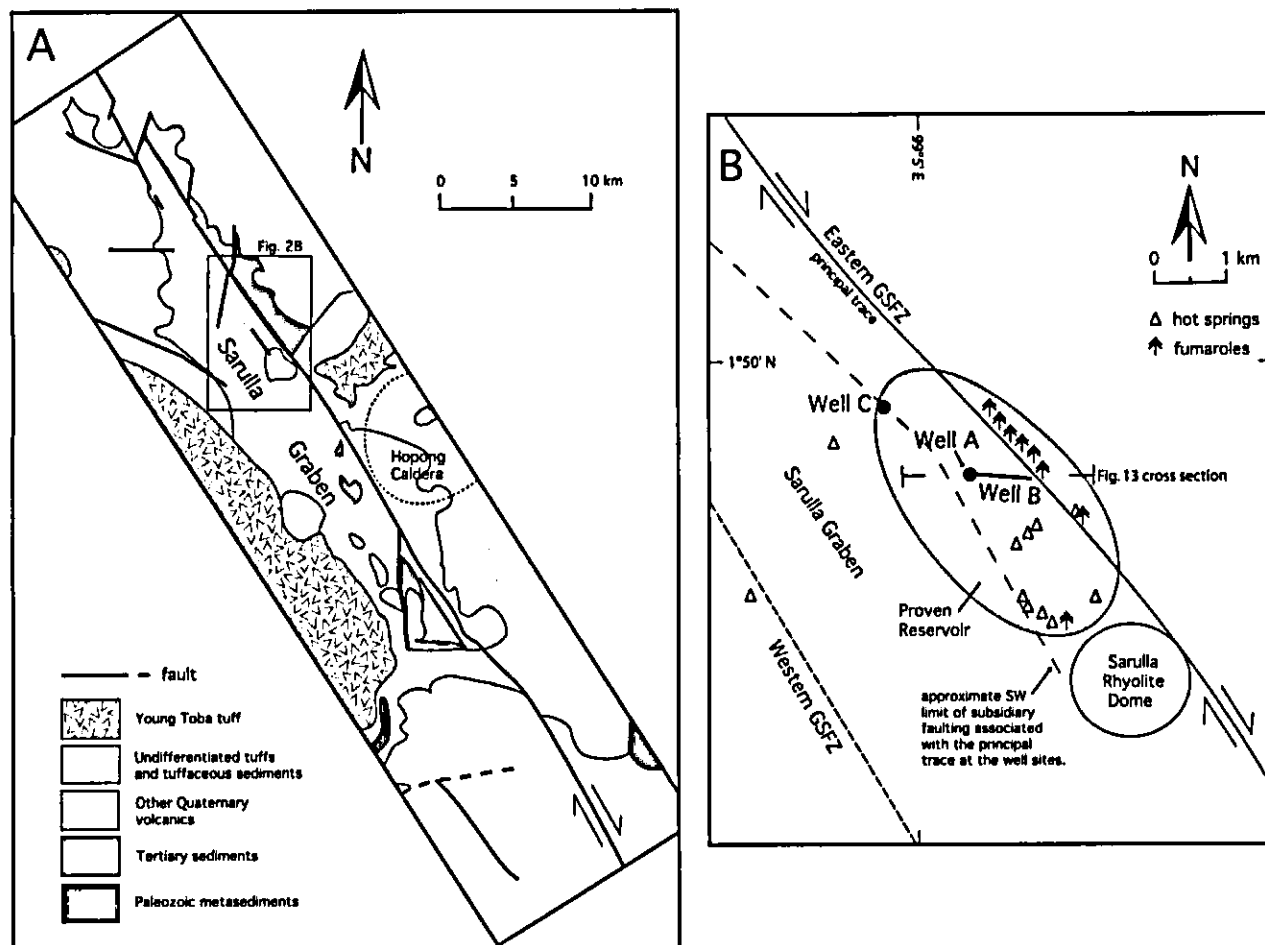 A
N
0 5 10 km
Fig. 2B
Sarulla
Graben
Hopong
Caldera
fault
Young Toba tuff
Undifferentiated tuffs
and tuffaceous sediments
Other Quaternary
volcanics
Tertiary sediments
Paleozoic metasediments
B
99°5' E
N
0 1 km
hot springs
fumaroles
Eastern GSFZ
principal trace
1°50' N
Well C
Well A
Well B
Fig. 13 cross section
Sarulla Graben
Proven
Reservoir
Western GSFZ
Sarulla
Rhyolite
Dome
approximate SW
limit of subsidiary
faulting associated
with the principal
trace at the well sites.